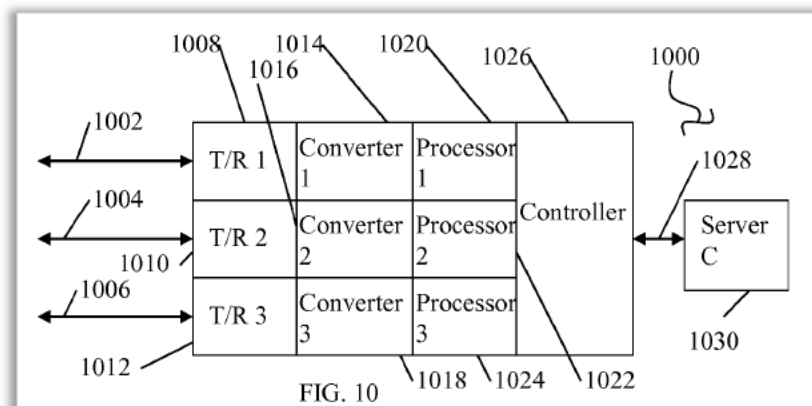 1008
1014
1020
1026
1000
1016
1002
1028
T/R 1
Converter
1
Processor
1
1004
Controller
Server
C
T/R 2
Converter
2
Processor
2
1010
1006
T/R 3
Converter
3
Processor
3
1012
1030
1018
1024
1022
FIG. 10